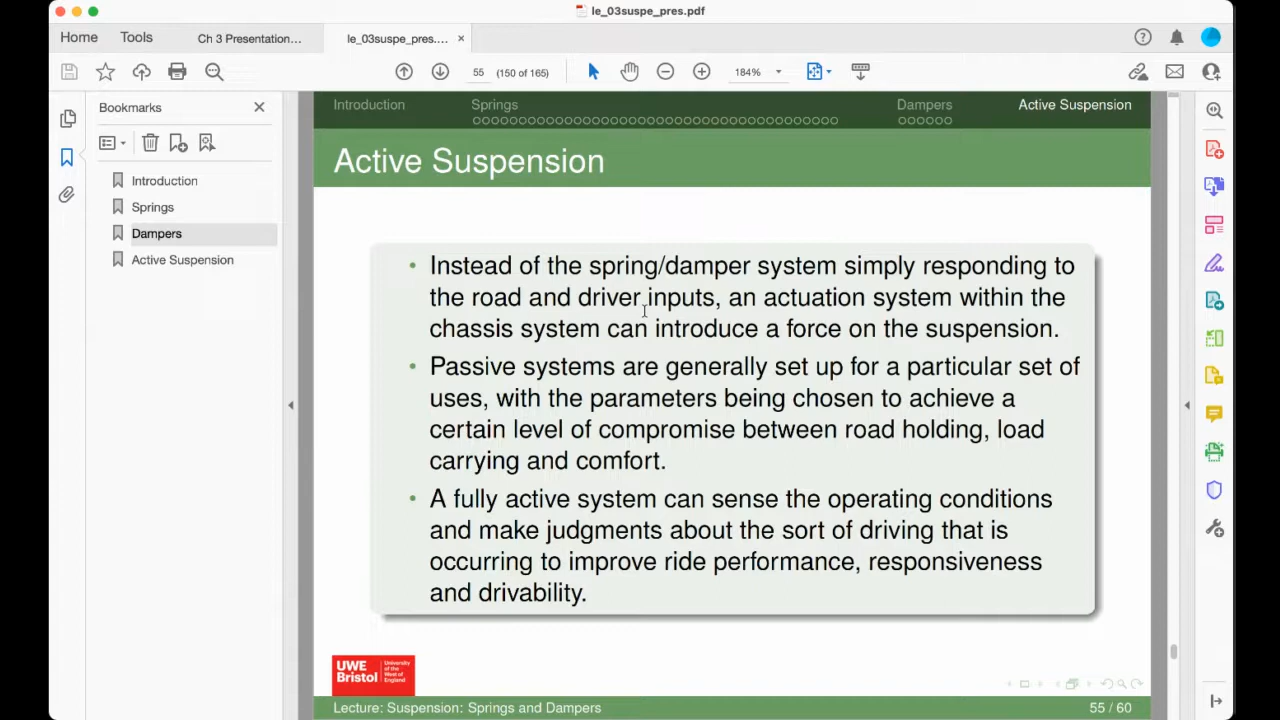 le_03suspe_pres.pdf
Home
Tools
Ch 3 Presentation...
le_03suspe_pres....
55
(150 of 165)
184%
Bookmarks
Introduction
Springs
Dampers
Active Suspension
Introduction
Springs
Dampers
Active Suspension
Active Suspension
• Instead of the spring/damper system simply responding to
the road and driver inputs, an actuation system within the
chassis system can introduce a force on the suspension.
• Passive systems are generally set up for a particular set of
uses, with the parameters being chosen to achieve a
certain level of compromise between road holding, load
carrying and comfort.
• A fully active system can sense the operating conditions
and make judgments about the sort of driving that is
occurring to improve ride performance, responsiveness
and drivability.
UWE
Bristol
University
of the
West of
England
Lecture: Suspension: Springs and Dampers
55 / 60